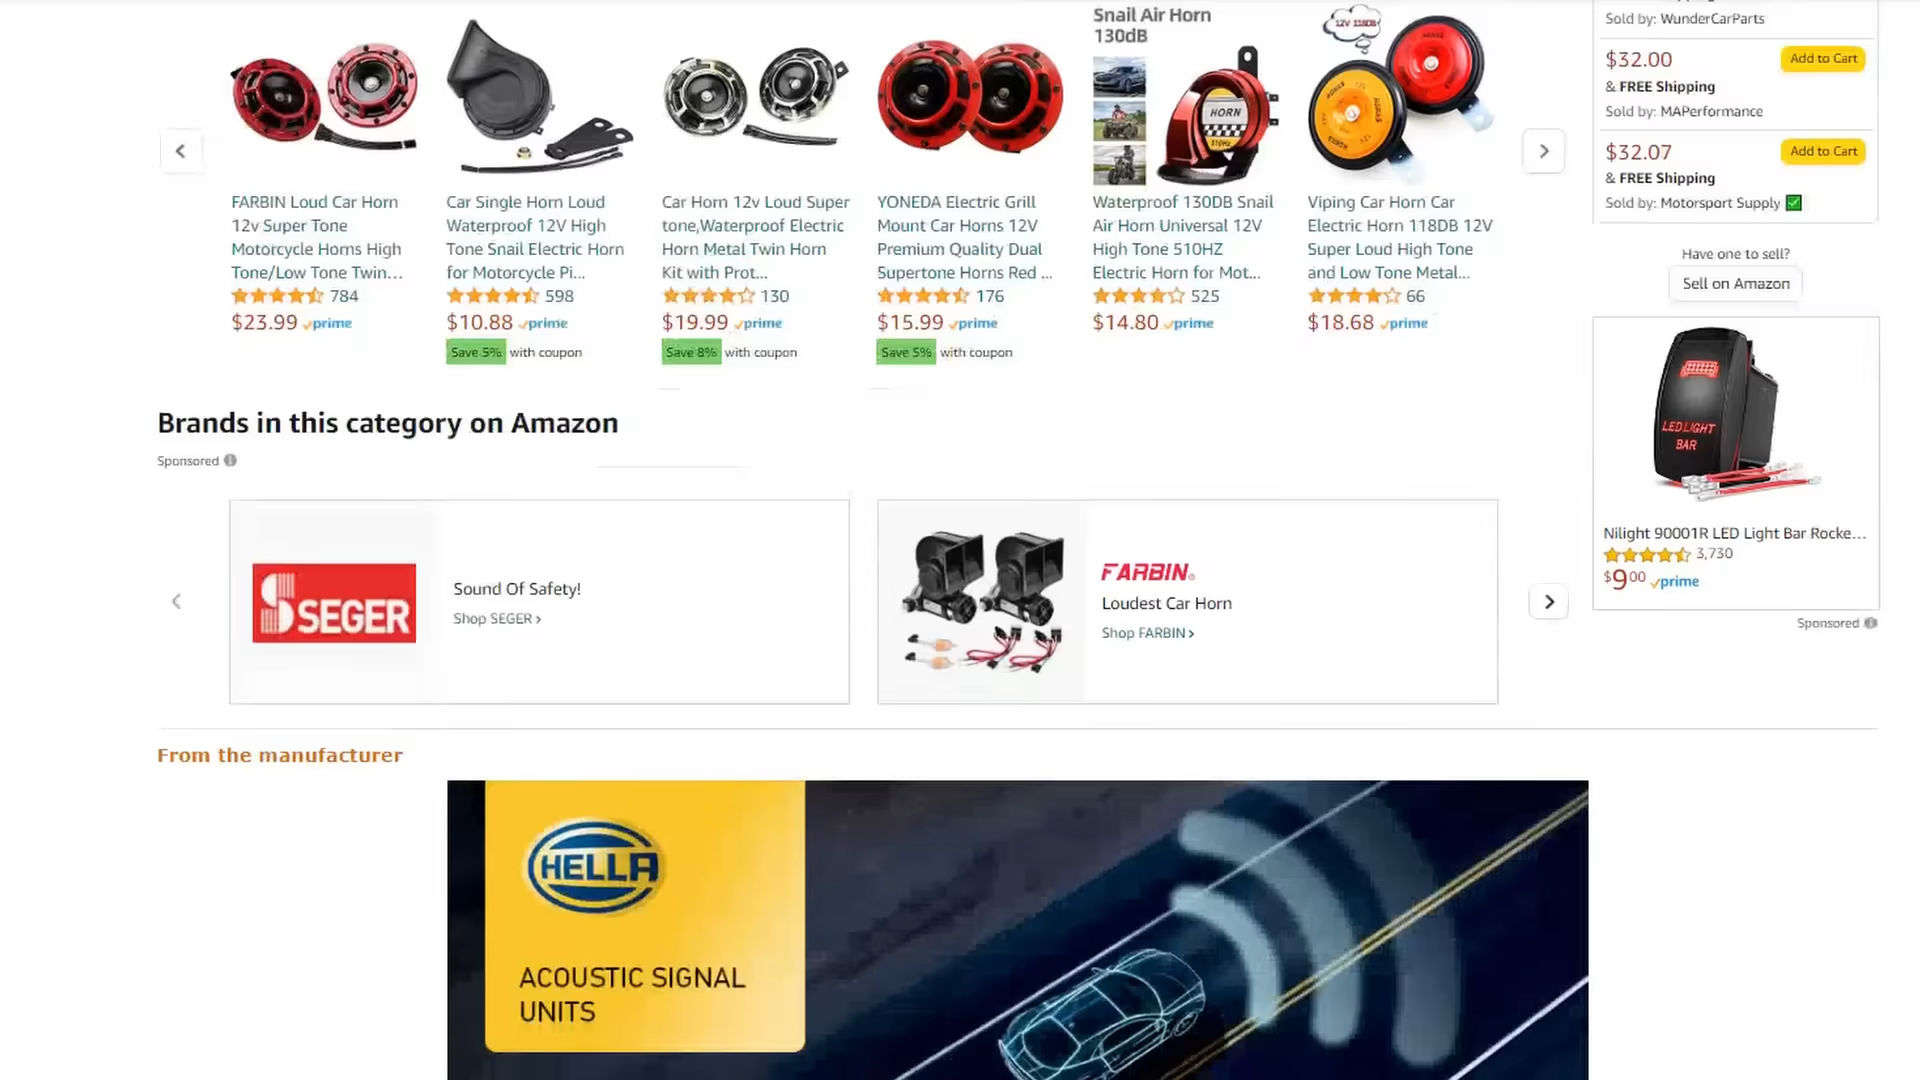 Snail Air Horn
130dB
12V 118DB
HORN
510Hz
FARBIN Loud Car Horn
12v Super Tone
Motorcycle Horns High
Tone/Low Tone Twin...
784
$23.99 prime
Car Single Horn Loud
Waterproof 12V High
Tone Snail Electric Horn
for Motorcycle Pi...
598
$10.88 prime
Save 5% with coupon
Car Horn 12v Loud Super
tone,Waterproof Electric
Horn Metal Twin Horn
Kit with Prot...
130
$19.99 prime
Save 8% with coupon
YONEDA Electric Grill
Mount Car Horns 12V
Premium Quality Dual
Supertone Horns Red ...
176
$15.99 prime
Save 5% with coupon
Waterproof 130DB Snail
Air Horn Universal 12V
High Tone 510HZ
Electric Horn for Mot...
525
$14.80 prime
Viping Car Horn Car
Electric Horn 118DB 12V
Super Loud High Tone
and Low Tone Metal...
66
$18.68 prime
Sold by: WunderCarParts
$32.00 Add to Cart
& FREE Shipping
Sold by: MAPerformance
$32.07 Add to Cart
& FREE Shipping
Sold by: Motorsport Supply
Have one to sell?
Sell on Amazon
LED LIGHT
BAR
Nilight 90001R LED Light Bar Rocke...
3,730
$9.00 prime
Sponsored
Brands in this category on Amazon
Sponsored
SEGER
Sound Of Safety!
Shop SEGER ›
FARBIN®
Loudest Car Horn
Shop FARBIN ›
From the manufacturer
HELLA
ACOUSTIC SIGNAL
UNITS